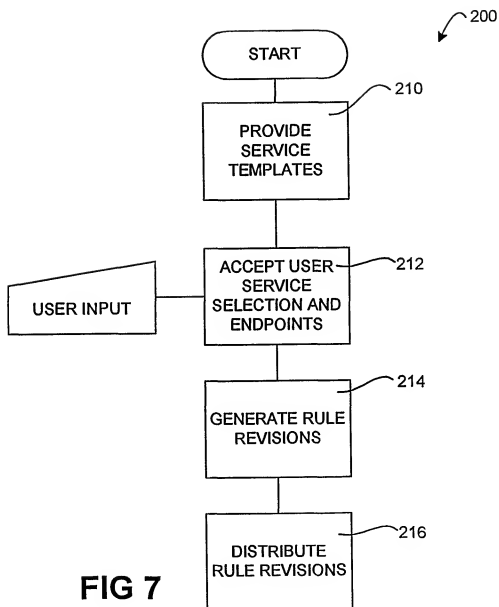 200
START
210
PROVIDE
SERVICE
TEMPLATES
212
ACCEPT USER
SERVICE
SELECTION AND
ENDPOINTS
USER INPUT
214
GENERATE RULE
REVISIONS
216
DISTRIBUTE
RULE REVISIONS
FIG 7